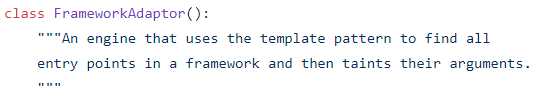 class FrameworkAdaptor():
"""An engine that uses the template pattern to find all
entry points in a framework and then taints their arguments.
"""